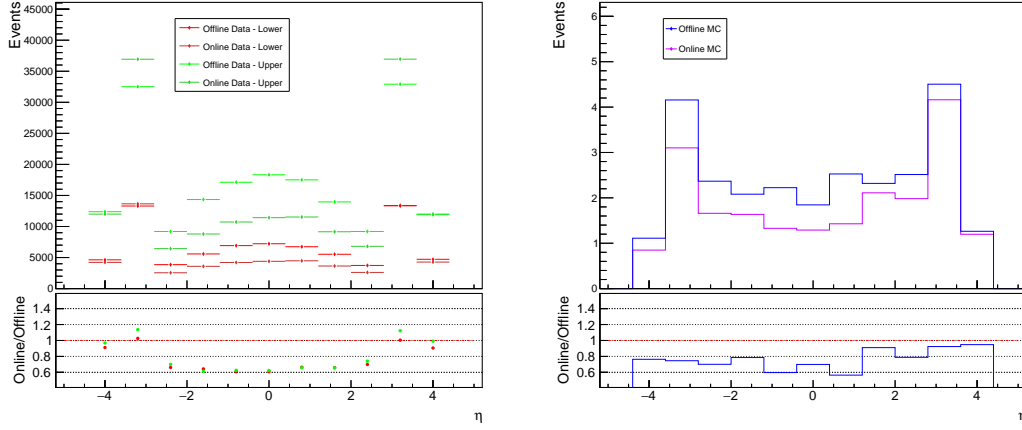 Events
45000
40000
35000
30000
25000
20000
15000
10000
5000
0
Offline Data - Lower
Online Data - Lower
Offline Data - Upper
Online Data - Upper
Online/Offline
1.4
1.2
1
0.8
0.6
−4 −2 0 2 4
η
Events
6
5
4
3
2
1
0
Offline MC
Online MC
Online/Offline
1.4
1.2
1
0.8
0.6
−4 −2 0 2 4
η